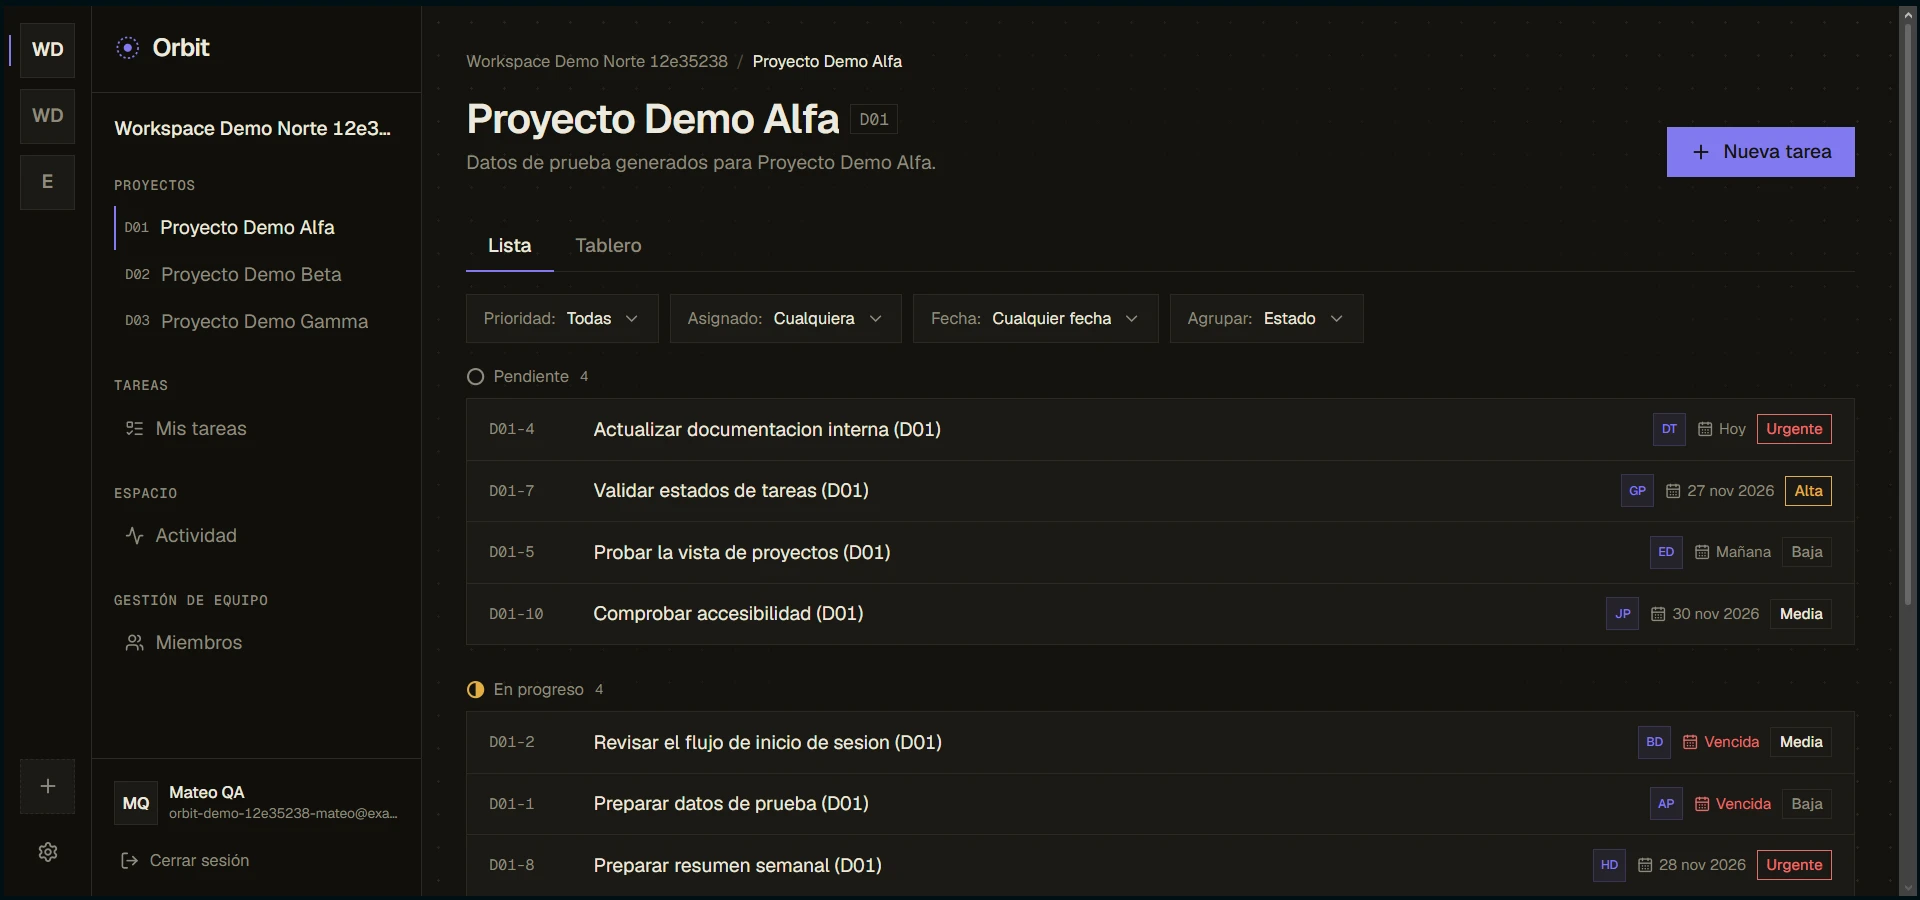 WD
WD
E
Orbit
Workspace Demo Norte 12e3...
PROYECTOS
D01 Proyecto Demo Alfa
D02 Proyecto Demo Beta
D03 Proyecto Demo Gamma
TAREAS
Mis tareas
ESPACIO
Actividad
GESTIÓN DE EQUIPO
Miembros
MQ
Mateo QA
orbit-demo-12e35238-mateo@exa...
Cerrar sesión
Workspace Demo Norte 12e35238 / Proyecto Demo Alfa
Proyecto Demo Alfa D01
Datos de prueba generados para Proyecto Demo Alfa.
+ Nueva tarea
Lista Tablero
Prioridad: Todas Asignado: Cualquiera Fecha: Cualquier fecha Agrupar: Estado
Pendiente 4
D01-4 Actualizar documentacion interna (D01) DT Hoy Urgente
D01-7 Validar estados de tareas (D01) GP 27 nov 2026 Alta
D01-5 Probar la vista de proyectos (D01) ED Mañana Baja
D01-10 Comprobar accesibilidad (D01) JP 30 nov 2026 Media
En progreso 4
D01-2 Revisar el flujo de inicio de sesion (D01) BD Vencida Media
D01-1 Preparar datos de prueba (D01) AP Vencida Baja
D01-8 Preparar resumen semanal (D01) HD 28 nov 2026 Urgente